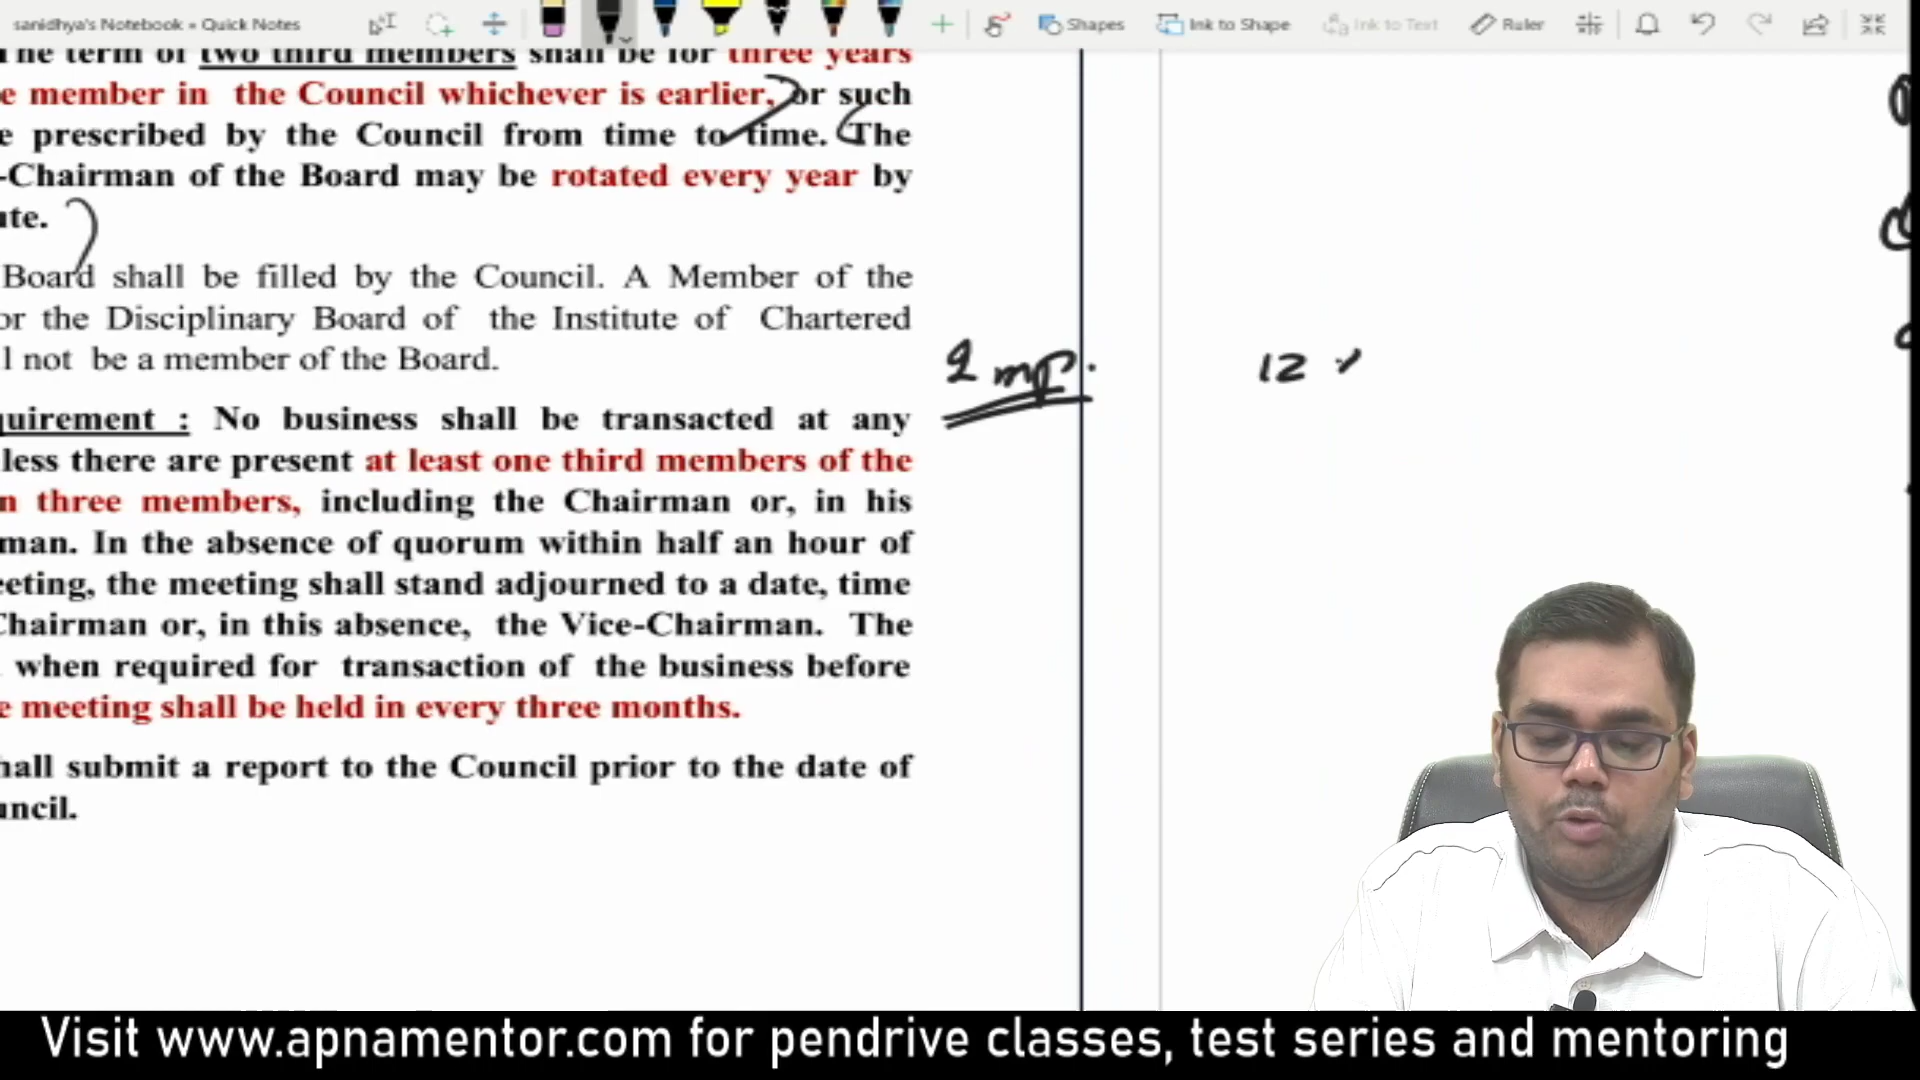 sanidhya's Notebook » Quick Notes
Shapes
Ink to Shape
Ink to Text
Ruler
The term of two third members shall be for three years
e member in the Council whichever is earlier, or such
e prescribed by the Council from time to time. The
-Chairman of the Board may be rotated every year by
ute.
Board shall be filled by the Council. A Member of the
or the Disciplinary Board of the Institute of Chartered
l not be a member of the Board.
Imp.
12 x
quirement : No business shall be transacted at any
less there are present at least one third members of the
n three members, including the Chairman or, in his
man. In the absence of quorum within half an hour of
eeting, the meeting shall stand adjourned to a date, time
Chairman or, in this absence, the Vice-Chairman. The
when required for transaction of the business before
e meeting shall be held in every three months.
hall submit a report to the Council prior to the date of
uncil.
Visit www.apnamentor.com for pendrive classes, test series and mentoring